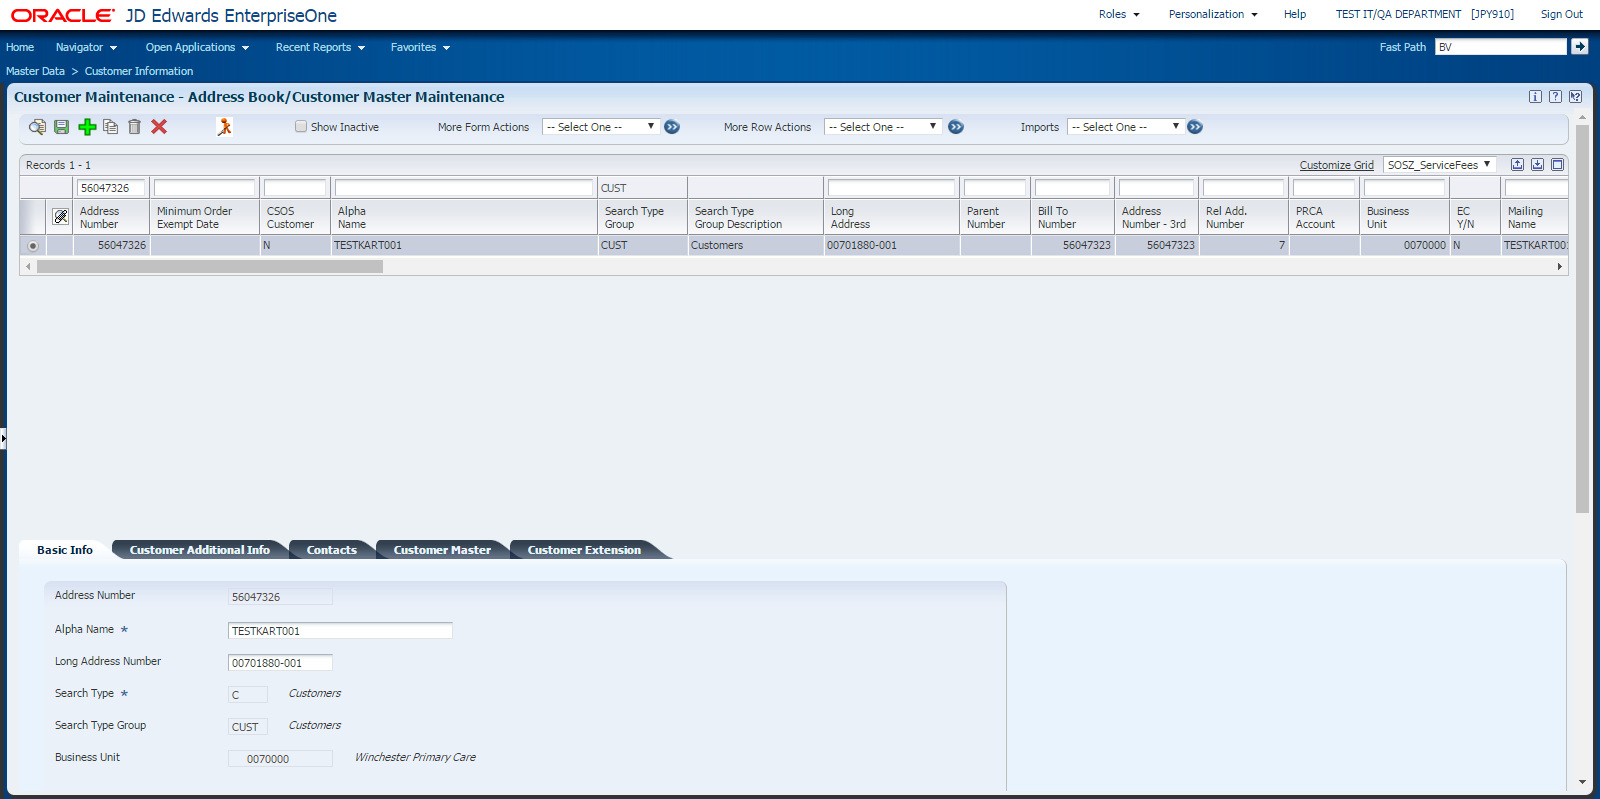 ORACLE JD Edwards EnterpriseOne Roles Personalization Help TEST IT/QA DEPARTMENT [JPY910] Sign Out
Home Navigator Open Applications Recent Reports Favorites Fast Path BV
Master Data > Customer Information
Customer Maintenance - Address Book/Customer Master Maintenance
Show Inactive More Form Actions -- Select One -- More Row Actions -- Select One -- Imports -- Select One --
Records 1 - 1 Customize Grid SOSZ_ServiceFees
56047326 CUST
Address Number Minimum Order Exempt Date CSOS Customer Alpha Name Search Type Group Search Type Group Description Long Address Parent Number Bill To Number Address Number - 3rd Rel Add. Number PRCA Account Business Unit EC Y/N Mailing Name
56047326 N TESTKART001 CUST Customers 00701880-001 56047323 56047323 7 0070000 N TESTKART00
Basic Info Customer Additional Info Contacts Customer Master Customer Extension
Address Number 56047326
Alpha Name * TESTKART001
Long Address Number 00701880-001
Search Type * C Customers
Search Type Group CUST Customers
Business Unit 0070000 Winchester Primary Care